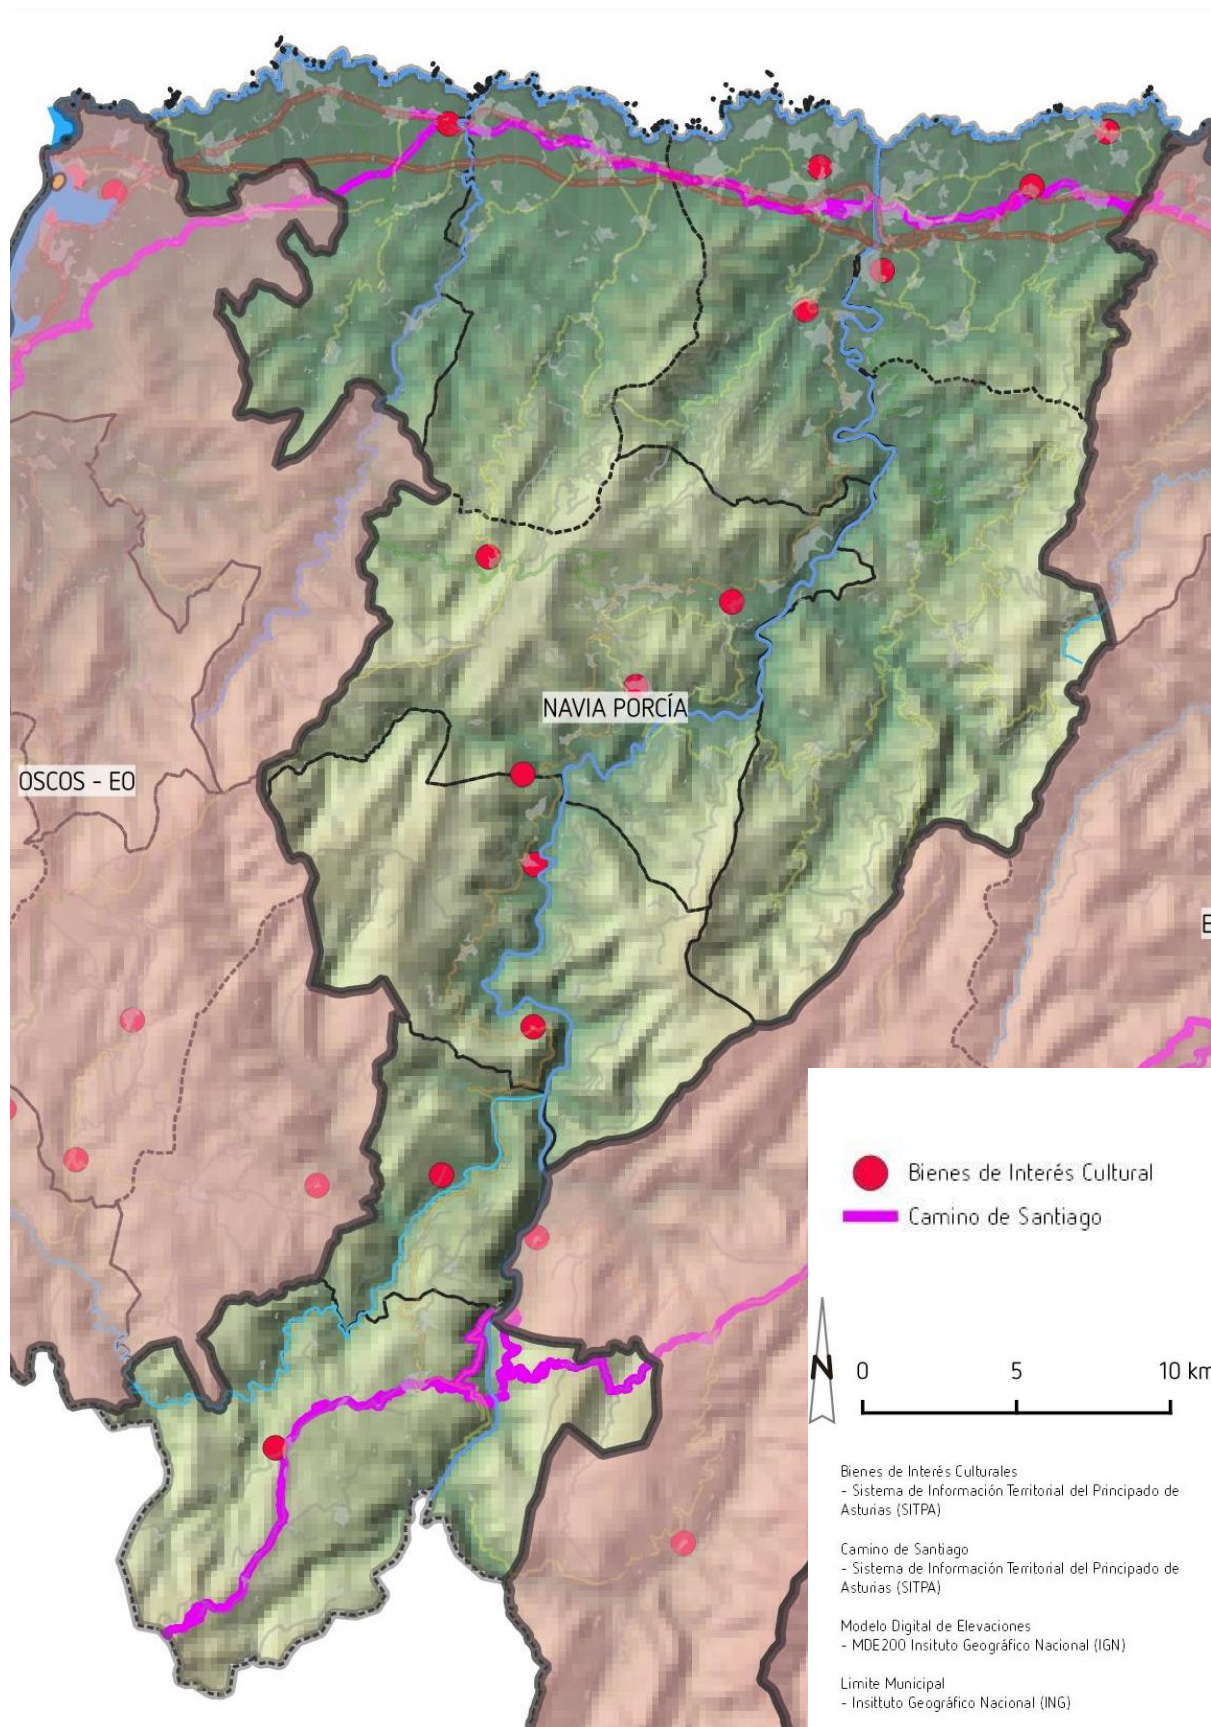 NAVIA PORCÍA
OSCOS - EO
E
Bienes de Interés Cultural
Camino de Santiago
N
0 5 10 km
Bienes de Interés Culturales
- Sistema de Información Territorial del Principado de
Asturias (SITPA)
Camino de Santiago
- Sistema de Información Territorial del Principado de
Asturias (SITPA)
Modelo Digital de Elevaciones
- MDE200 Insituto Geográfico Nacional (IGN)
Limite Municipal
- Insittuto Geográfico Nacional (ING)